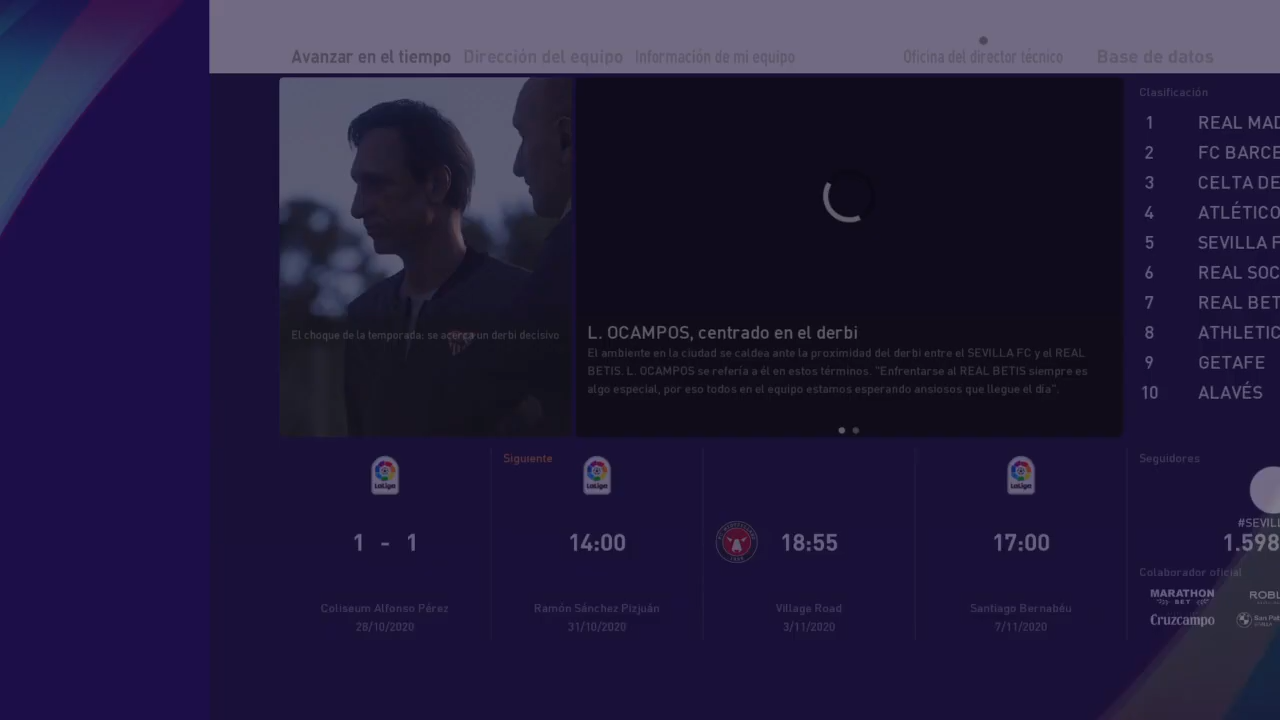 Avanzar en el tiempo Dirección del equipo Información de mi equipo Oficina del director técnico Base de datos
El choque de la temporada: se acerca un derbi decisivo
L. OCAMPOS, centrado en el derbi
El ambiente en la ciudad se caldea ante la proximidad del derbi entre el SEVILLA FC y el REAL
BETIS. L. OCAMPOS se refería a él en estos términos. "Enfrentarse al REAL BETIS siempre es
algo especial, por eso todos en el equipo estamos esperando ansiosos que llegue el día".
Clasificación
1 REAL MAD
2 FC BARCE
3 CELTA DE
4 ATLÉTICO
5 SEVILLA F
6 REAL SOC
7 REAL BET
8 ATHLETIC
9 GETAFE
10 ALAVÉS
LaLiga
1 - 1
Coliseum Alfonso Pérez
28/10/2020
Siguiente
LaLiga
14:00
Ramón Sánchez Pizjuán
31/10/2020
18:55
Village Road
3/11/2020
LaLiga
17:00
Santiago Bernabéu
7/11/2020
Seguidores
#SEVILL
1.598
Colaborador oficial
MARATHON
BET
ROBL
Cruzcampo